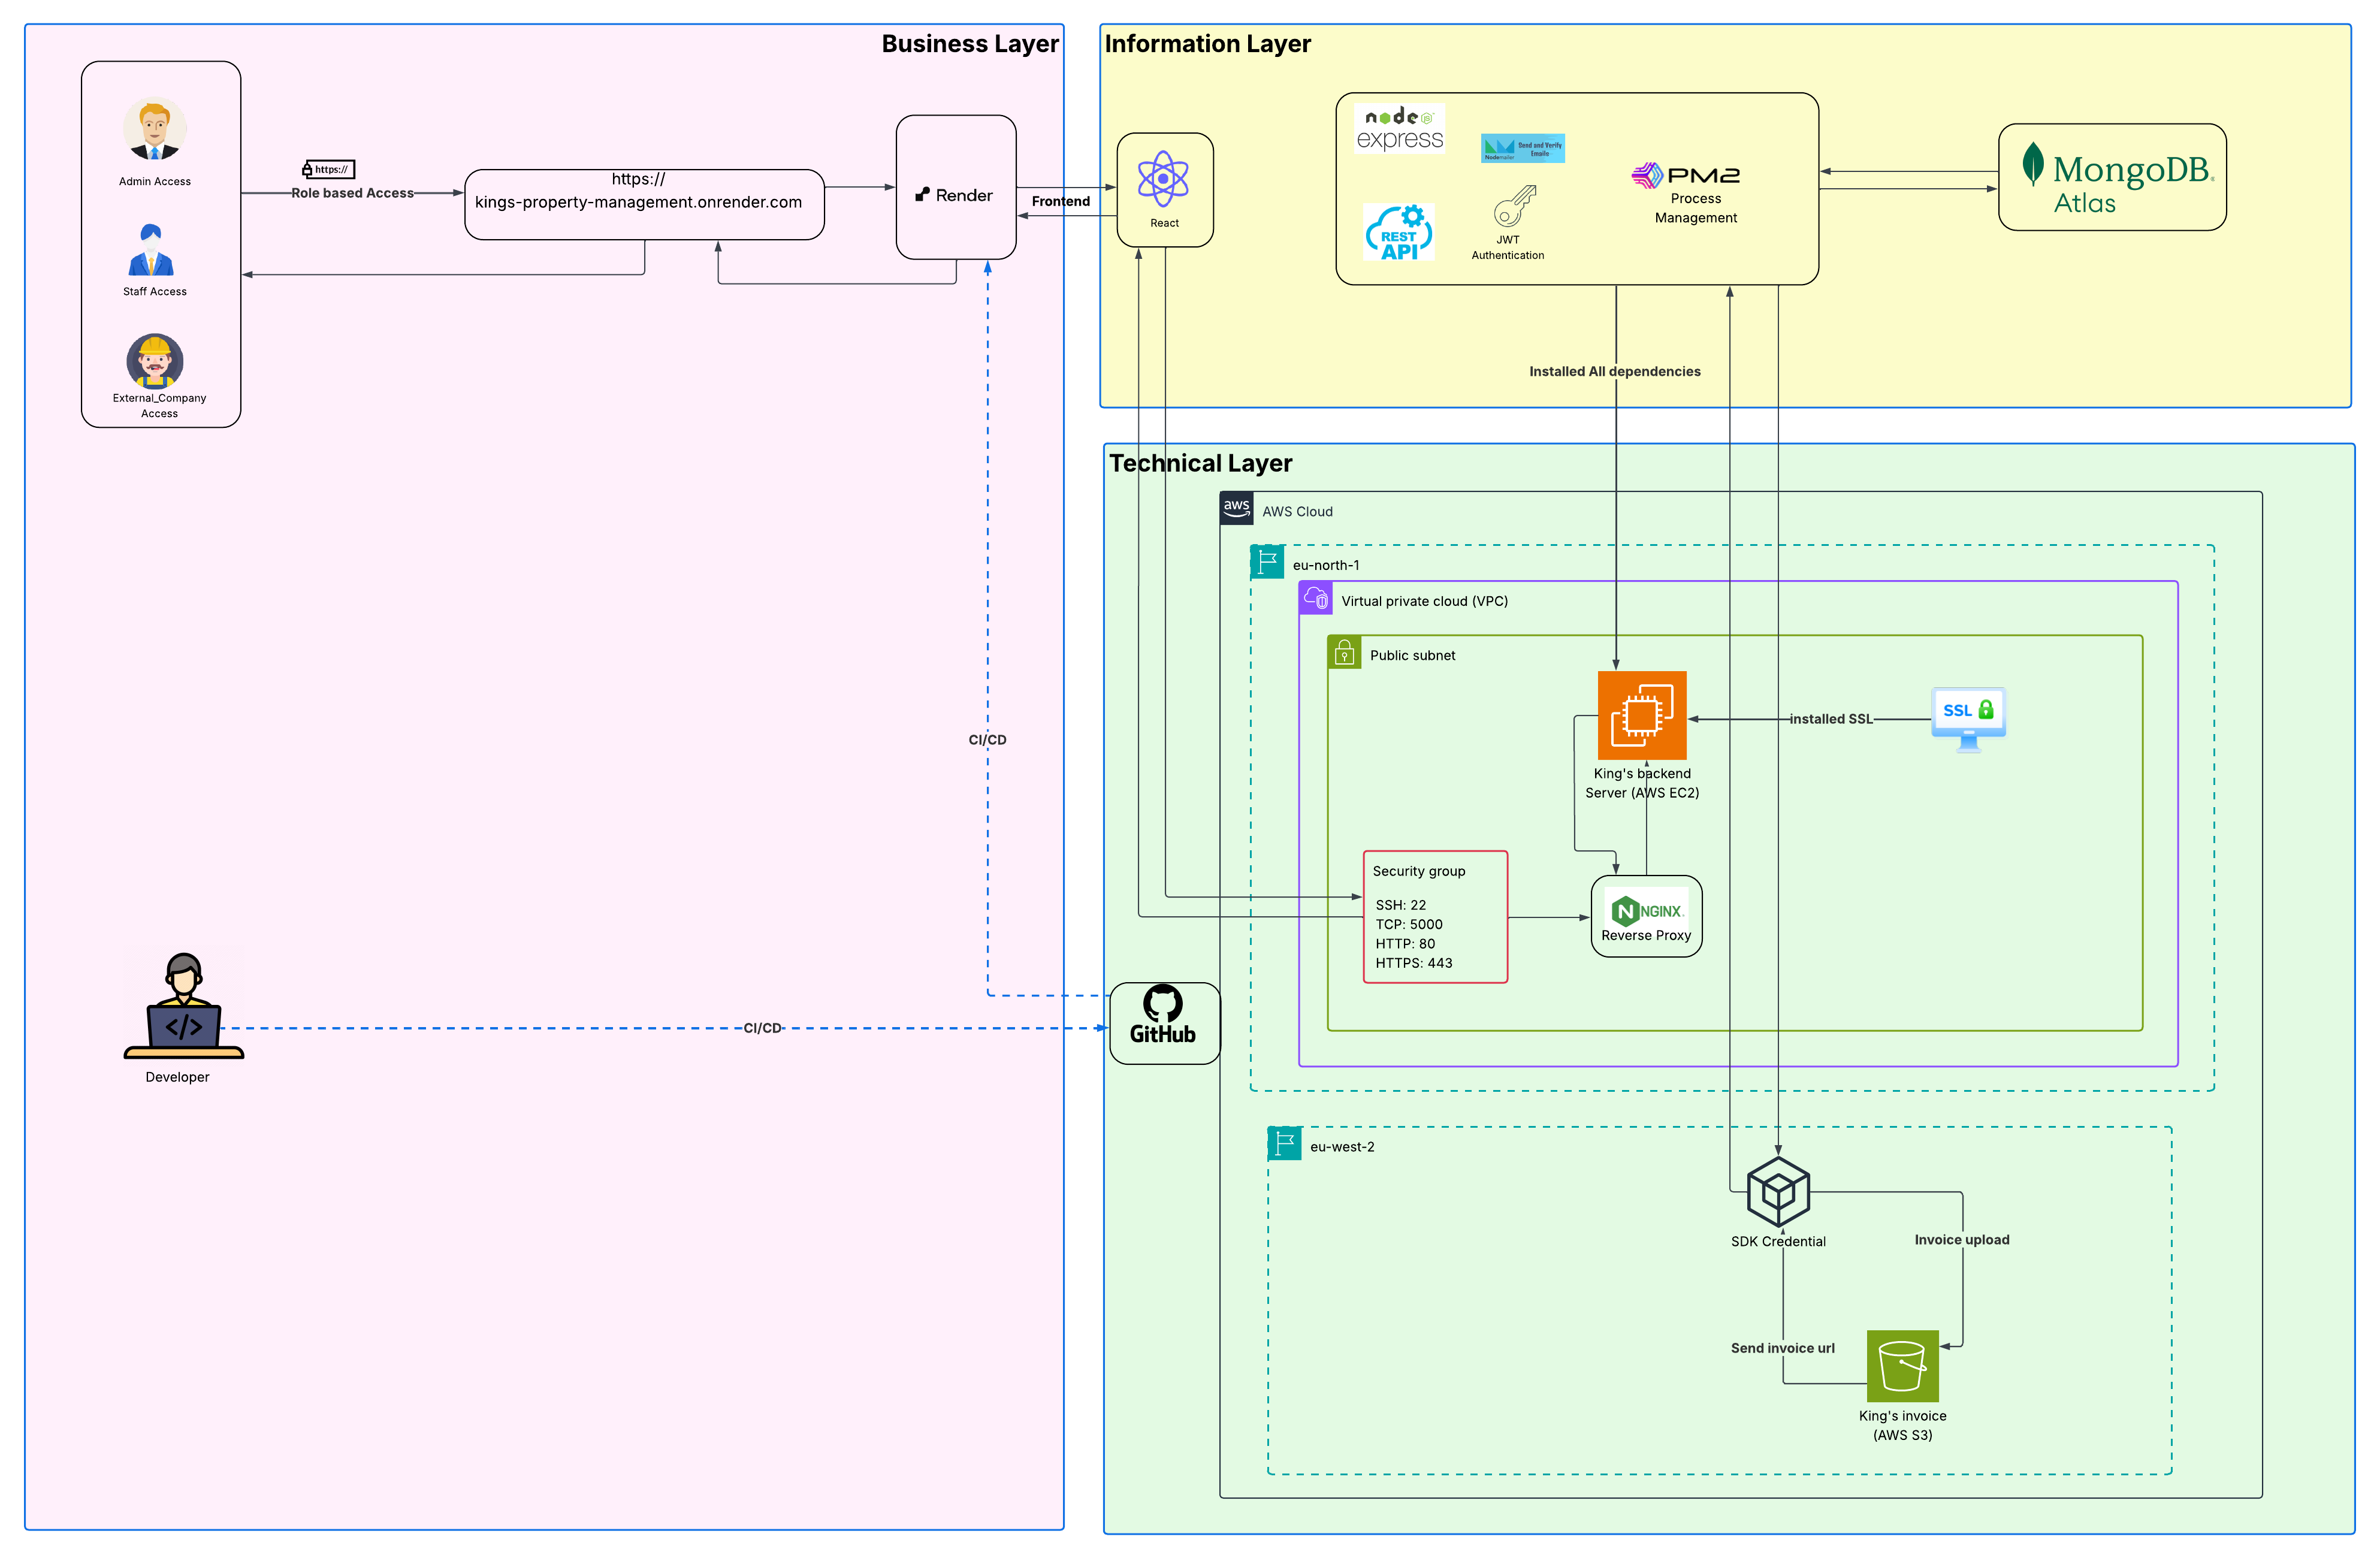 Business Layer
Admin Access
Staff Access
External_Company
Access
https://
Role based Access
https://
kings-property-management.onrender.com
Render
Frontend
CI/CD
CI/CD
Developer
Information Layer
React
node JS
express
Nodemailer
Send and Verify
Emails
REST
API
JWT
Authentication
PM2
Process
Management
MongoDB.
Atlas
Installed All dependencies
Technical Layer
aws
AWS Cloud
eu-north-1
Virtual private cloud (VPC)
Public subnet
King's backend
Server (AWS EC2)
installed SSL
SSL
Security group
SSH: 22
TCP: 5000
HTTP: 80
HTTPS: 443
N NGINX.
Reverse Proxy
GitHub
eu-west-2
SDK Credential
Invoice upload
Send invoice url
King's invoice
(AWS S3)